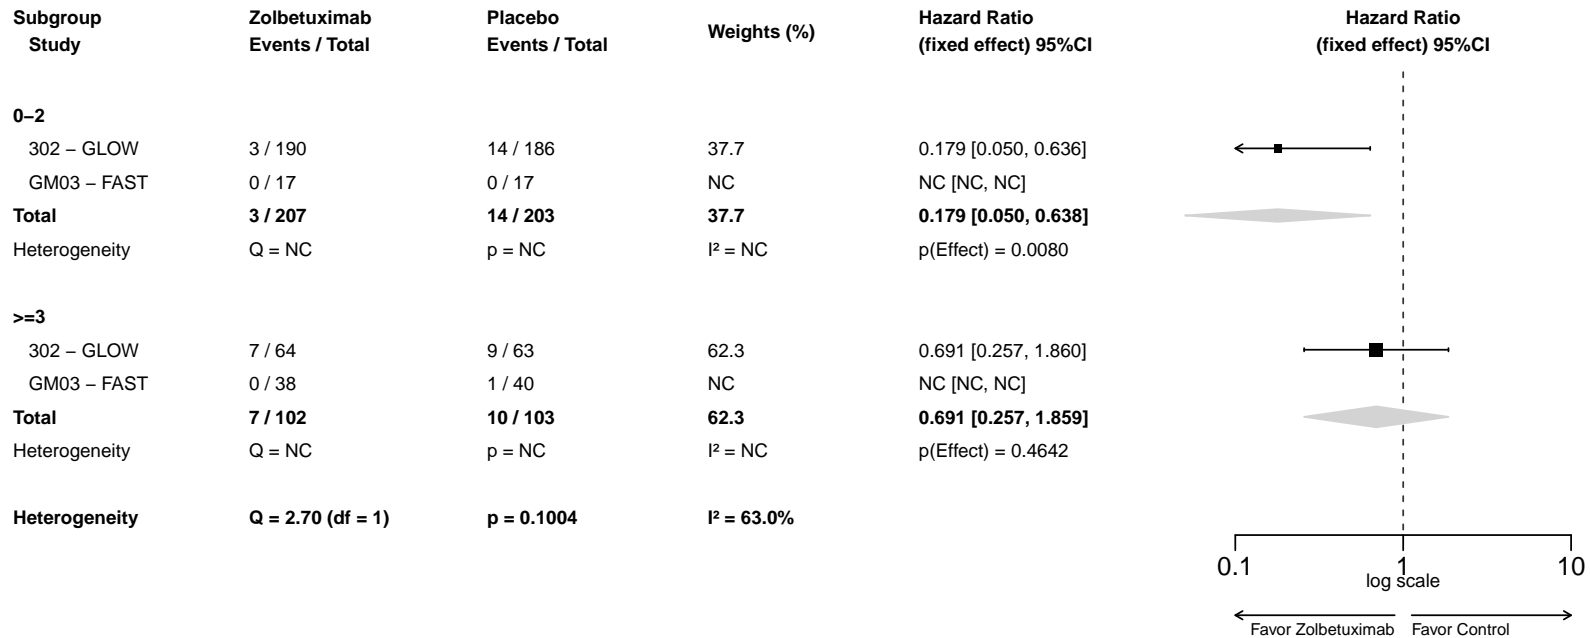 Subgroup Zolbetuximab Placebo Weights (%) Hazard Ratio Hazard Ratio
Study Events / Total Events / Total (fixed effect) 95%CI (fixed effect) 95%CI
0−2
302 − GLOW 3 / 190 14 / 186 37.7 0.179 [0.050, 0.636]
GM03 − FAST 0 / 17 0 / 17 NC NC [NC, NC]
Total 3 / 207 14 / 203 37.7 0.179 [0.050, 0.638]
Heterogeneity Q = NC p = NC I² = NC p(Effect) = 0.0080
>=3
302 − GLOW 7 / 64 9 / 63 62.3 0.691 [0.257, 1.860]
GM03 − FAST 0 / 38 1 / 40 NC NC [NC, NC]
Total 7 / 102 10 / 103 62.3 0.691 [0.257, 1.859]
Heterogeneity Q = NC p = NC I² = NC p(Effect) = 0.4642
Heterogeneity Q = 2.70 (df = 1) p = 0.1004 I² = 63.0%
0.1 1 10
log scale
Favor Zolbetuximab Favor Control